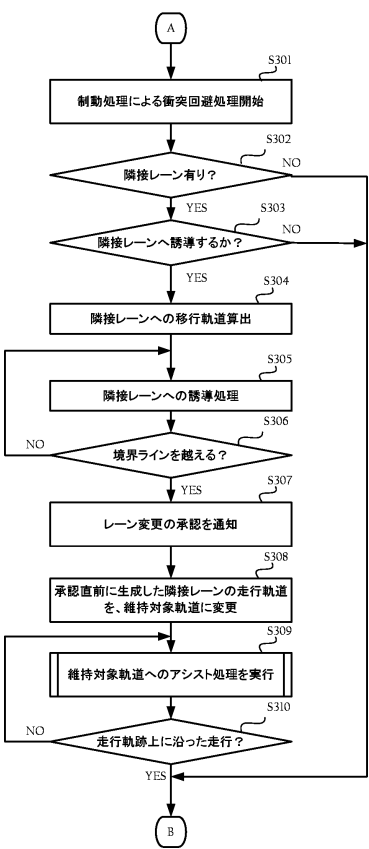 A
S301
制動処理による衝突回避処理開始
S302
隣接レーン有り？
NO
YES
S303
隣接レーンへ誘導するか？
NO
YES
S304
隣接レーンへの移行軌道算出
S305
隣接レーンへの誘導処理
S306
境界ラインを越える？
NO
YES
S307
レーン変更の承認を通知
S308
承認直前に生成した隣接レーンの走行軌道
を、維持対象軌道に変更
S309
維持対象軌道へのアシスト処理を実行
S310
走行軌跡上に沿った走行？
NO
YES
B